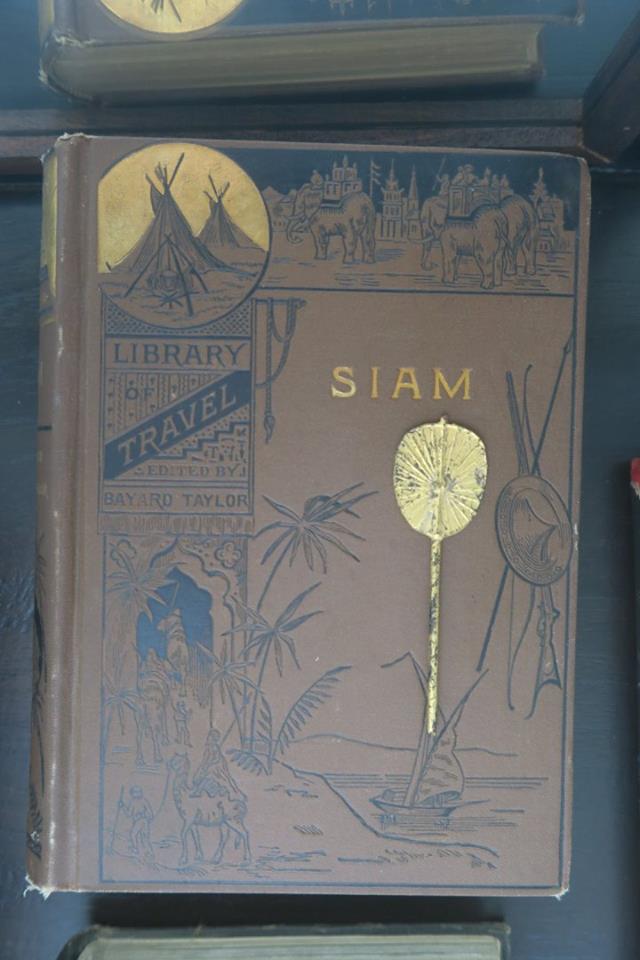 LIBRARY
OF
TRAVEL
EDITED BY
BAYARD TAYLOR
SIAM